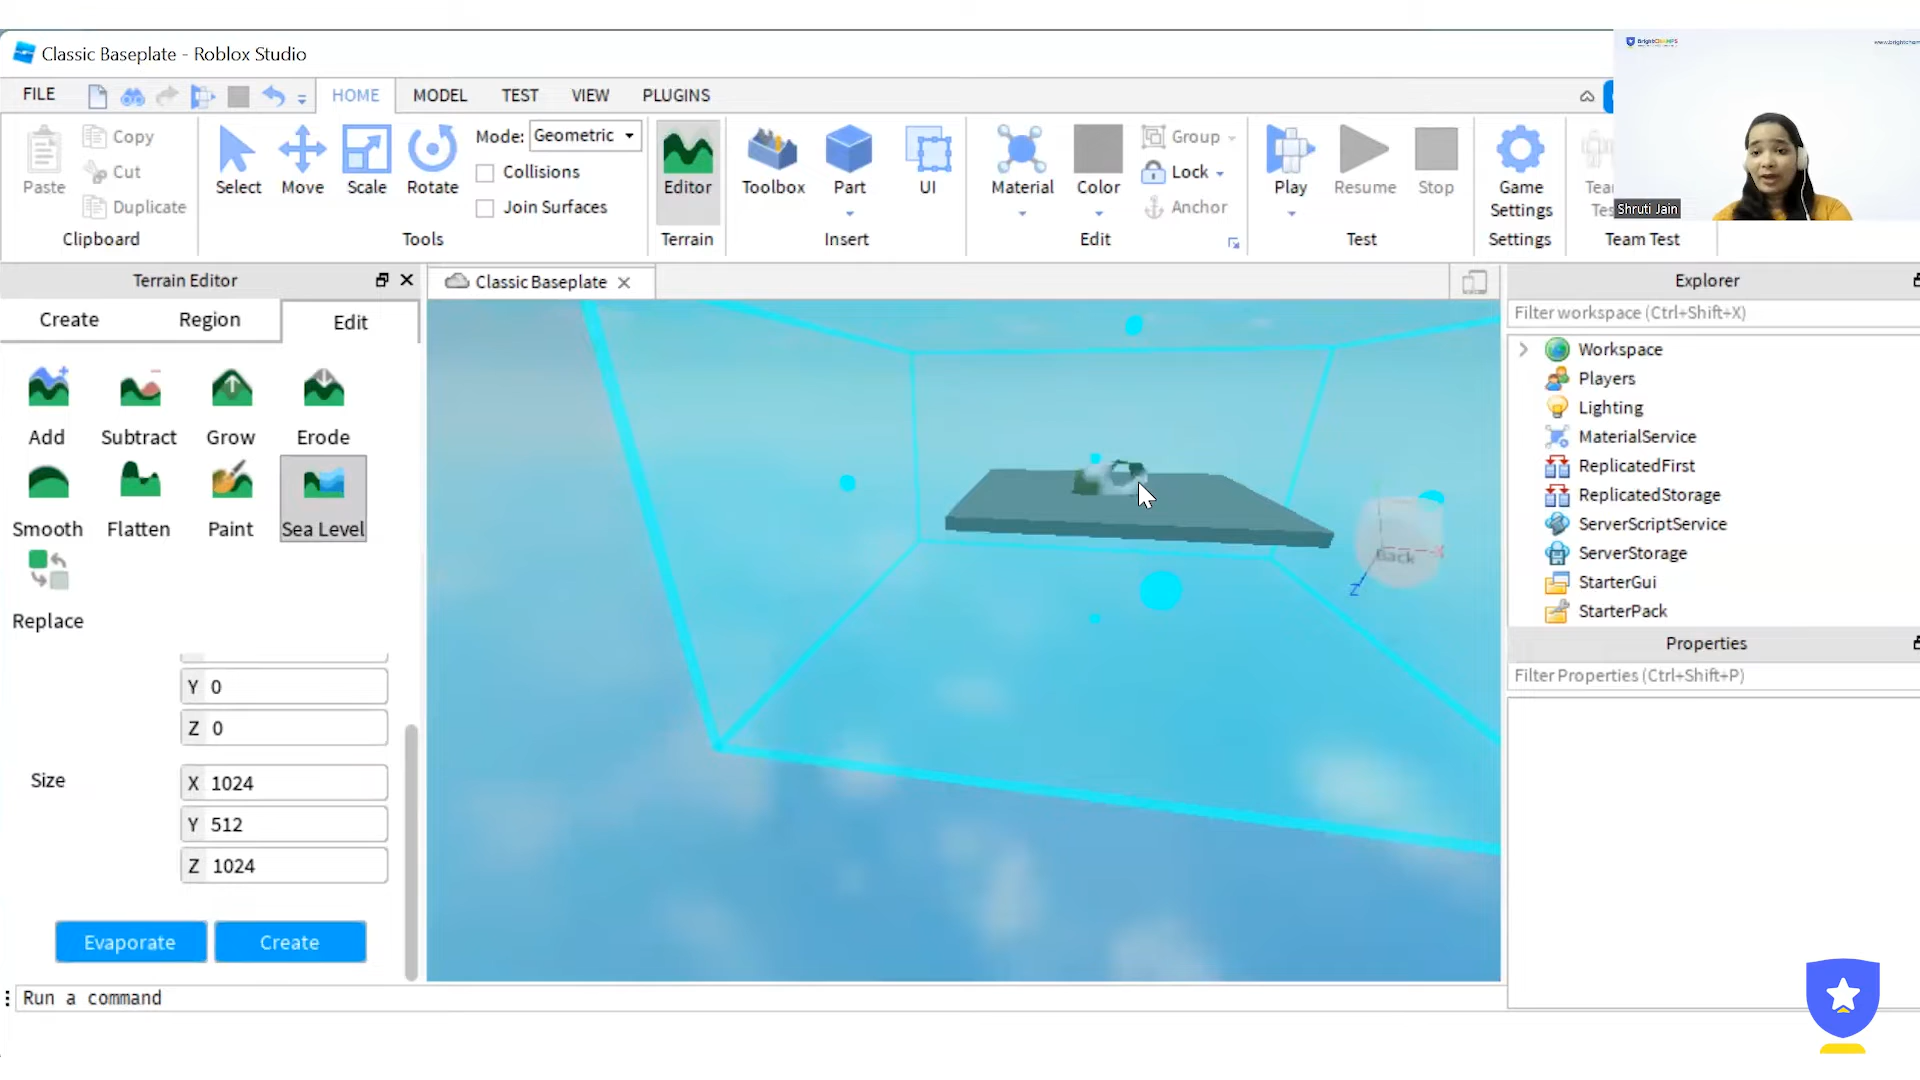 Classic Baseplate - Roblox Studio
BrightCHAMPS
FILE
HOME
MODEL
TEST
VIEW
PLUGINS
Paste
Copy
Cut
Duplicate
Clipboard
Select
Move
Scale
Rotate
Mode: Geometric
Collisions
Join Surfaces
Tools
Editor
Terrain
Toolbox
Part
UI
Insert
Material
Color
Group
Lock
Anchor
Edit
Play
Resume
Stop
Test
Game
Settings
Settings
Team Test
Shruti Jain
Terrain Editor
Create
Region
Edit
Add
Subtract
Grow
Erode
Smooth
Flatten
Paint
Sea Level
Replace
Y 0
Z 0
Size
X 1024
Y 512
Z 1024
Evaporate
Create
Classic Baseplate
Back
X
Z
Explorer
Filter workspace (Ctrl+Shift+X)
Workspace
Players
Lighting
MaterialService
ReplicatedFirst
ReplicatedStorage
ServerScriptService
ServerStorage
StarterGui
StarterPack
Properties
Filter Properties (Ctrl+Shift+P)
Run a command